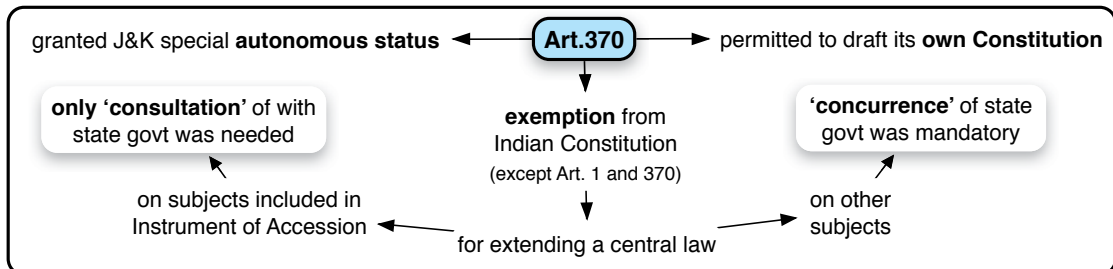 Art.370
granted J&K special autonomous status
permitted to draft its own Constitution
exemption from
Indian Constitution
(except Art. 1 and 370)
for extending a central law
on subjects included in
Instrument of Accession
only ‘consultation’ of with
state govt was needed
on other
subjects
‘concurrence’ of state
govt was mandatory